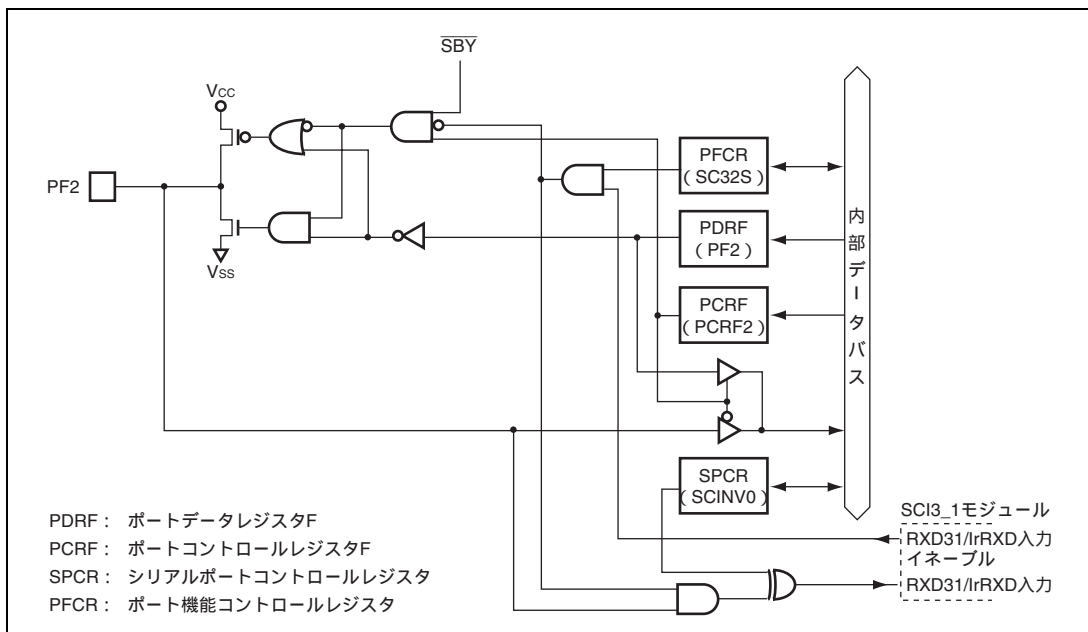 SBY
VCC
PF2
VSS
PFCR
(SC32S)
PDRF
(PF2)
PCRF
(PCRF2)
SPCR
(SCINV0)
内部データバス
SCI3_1モジュール
RXD31/IrRXD入力
イネーブル
RXD31/IrRXD入力
PDRF: ポートデータレジスタF
PCRF: ポートコントロールレジスタF
SPCR: シリアルポートコントロールレジスタ
PFCR: ポート機能コントロールレジスタ